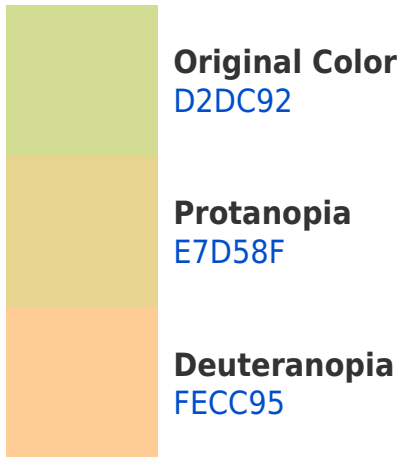 Original Color
D2DC92
Protanopia
E7D58F
Deuteranopia
FECC95